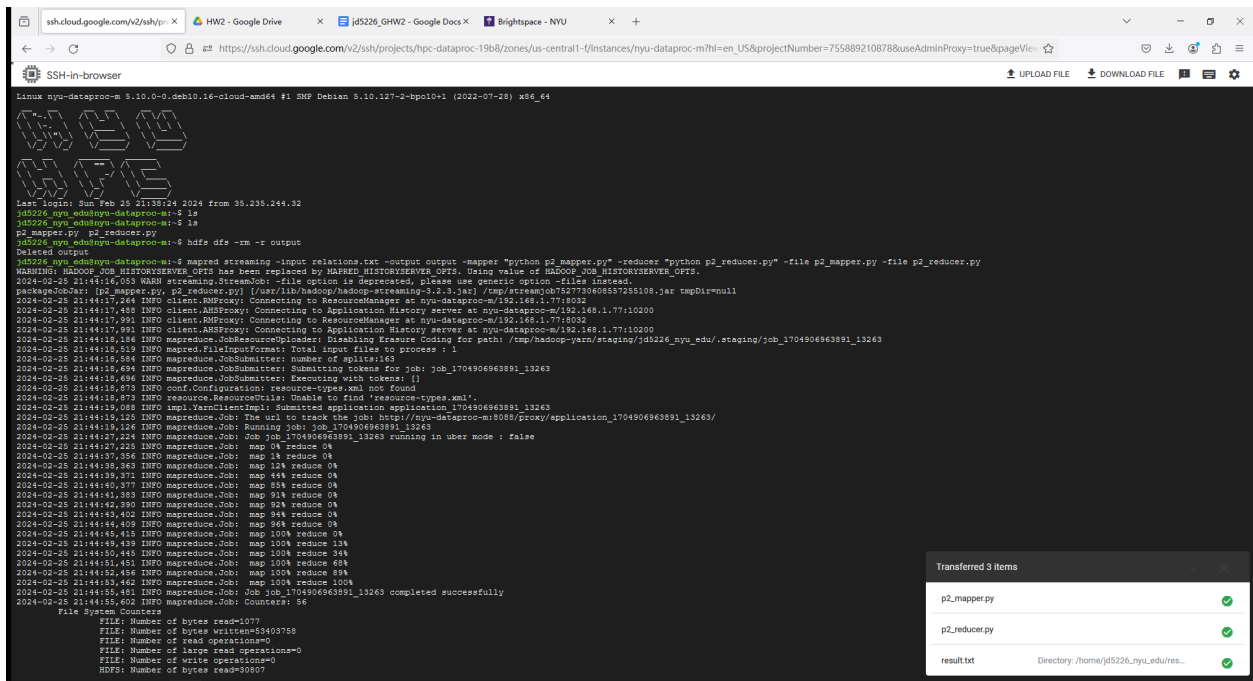 ssh.cloud.google.com/v2/ssh/pro
HW2 - Google Drive
jd5226_GHW2 - Google Docs
Brightspace - NYU
https://ssh.cloud.google.com/v2/ssh/projects/hpc-dataproc-19b8/zones/us-central1-f/instances/nyu-dataproc-m?hl=en_US&projectNumber=755889210878&useAdminProxy=true&pageView
SSH-in-browser
UPLOAD FILE
DOWNLOAD FILE
Linux nyu-dataproc-m 5.10.0-0.deb10.16-cloud-amd64 #1 SMP Debian 5.10.127-2~bpo10+1 (2022-07-28) x86_64
Last login: Sun Feb 25 21:38:24 2024 from 35.235.244.32
jd5226_nyu_edu@nyu-dataproc-m:~$ ls
jd5226_nyu_edu@nyu-dataproc-m:~$ ls
p2_mapper.py p2_reducer.py
jd5226_nyu_edu@nyu-dataproc-m:~$ hdfs dfs -rm -r output
Deleted output
jd5226_nyu_edu@nyu-dataproc-m:~$ mapred streaming -input relations.txt -output output -mapper "python p2_mapper.py" -reducer "python p2_reducer.py" -file p2_mapper.py -file p2_reducer.py
WARNING: HADOOP_JOB_HISTORYSERVER_OPTS has been replaced by MAPRED_HISTORYSERVER_OPTS. Using value of HADOOP_JOB_HISTORYSERVER_OPTS.
2024-02-25 21:44:16,053 WARN streaming.StreamJob: -file option is deprecated, please use generic option -files instead.
packageJobJar: [p2_mapper.py, p2_reducer.py] [/usr/lib/hadoop/hadoop-streaming-3.2.3.jar] /tmp/streamjob7527730608557255108.jar tmpDir=null
2024-02-25 21:44:17,264 INFO client.RMProxy: Connecting to ResourceManager at nyu-dataproc-m/192.168.1.77:8032
2024-02-25 21:44:17,488 INFO client.AHSProxy: Connecting to Application History server at nyu-dataproc-m/192.168.1.77:10200
2024-02-25 21:44:17,991 INFO client.RMProxy: Connecting to ResourceManager at nyu-dataproc-m/192.168.1.77:8032
2024-02-25 21:44:17,991 INFO client.AHSProxy: Connecting to Application History server at nyu-dataproc-m/192.168.1.77:10200
2024-02-25 21:44:18,186 INFO mapreduce.JobResourceUploader: Disabling Erasure Coding for path: /tmp/hadoop-yarn/staging/jd5226_nyu_edu/.staging/job_1704906963891_13263
2024-02-25 21:44:18,519 INFO mapred.FileInputFormat: Total input files to process : 1
2024-02-25 21:44:18,584 INFO mapreduce.JobSubmitter: number of splits:163
2024-02-25 21:44:18,694 INFO mapreduce.JobSubmitter: Submitting tokens for job: job_1704906963891_13263
2024-02-25 21:44:18,696 INFO mapreduce.JobSubmitter: Executing with tokens: []
2024-02-25 21:44:18,873 INFO conf.Configuration: resource-types.xml not found
2024-02-25 21:44:18,873 INFO resource.ResourceUtils: Unable to find 'resource-types.xml'.
2024-02-25 21:44:19,088 INFO impl.YarnClientImpl: Submitted application application_1704906963891_13263
2024-02-25 21:44:19,125 INFO mapreduce.Job: The url to track the job: http://nyu-dataproc-m:8088/proxy/application_1704906963891_13263/
2024-02-25 21:44:19,126 INFO mapreduce.Job: Running job: job_1704906963891_13263
2024-02-25 21:44:27,224 INFO mapreduce.Job: Job job_1704906963891_13263 running in uber mode : false
2024-02-25 21:44:27,225 INFO mapreduce.Job: map 0% reduce 0%
2024-02-25 21:44:37,356 INFO mapreduce.Job: map 1% reduce 0%
2024-02-25 21:44:38,363 INFO mapreduce.Job: map 12% reduce 0%
2024-02-25 21:44:39,371 INFO mapreduce.Job: map 44% reduce 0%
2024-02-25 21:44:40,377 INFO mapreduce.Job: map 85% reduce 0%
2024-02-25 21:44:41,383 INFO mapreduce.Job: map 91% reduce 0%
2024-02-25 21:44:42,390 INFO mapreduce.Job: map 92% reduce 0%
2024-02-25 21:44:43,402 INFO mapreduce.Job: map 94% reduce 0%
2024-02-25 21:44:44,409 INFO mapreduce.Job: map 96% reduce 0%
2024-02-25 21:44:45,415 INFO mapreduce.Job: map 100% reduce 0%
2024-02-25 21:44:49,439 INFO mapreduce.Job: map 100% reduce 13%
2024-02-25 21:44:50,445 INFO mapreduce.Job: map 100% reduce 34%
2024-02-25 21:44:51,451 INFO mapreduce.Job: map 100% reduce 68%
2024-02-25 21:44:52,456 INFO mapreduce.Job: map 100% reduce 89%
2024-02-25 21:44:53,462 INFO mapreduce.Job: map 100% reduce 100%
2024-02-25 21:44:55,481 INFO mapreduce.Job: Job job_1704906963891_13263 completed successfully
2024-02-25 21:44:55,602 INFO mapreduce.Job: Counters: 56
File System Counters
FILE: Number of bytes read=1077
FILE: Number of bytes written=53403758
FILE: Number of read operations=0
FILE: Number of large read operations=0
FILE: Number of write operations=0
HDFS: Number of bytes read=30807
Transferred 3 items
p2_mapper.py
p2_reducer.py
result.txt Directory: /home/jd5226_nyu_edu/res...